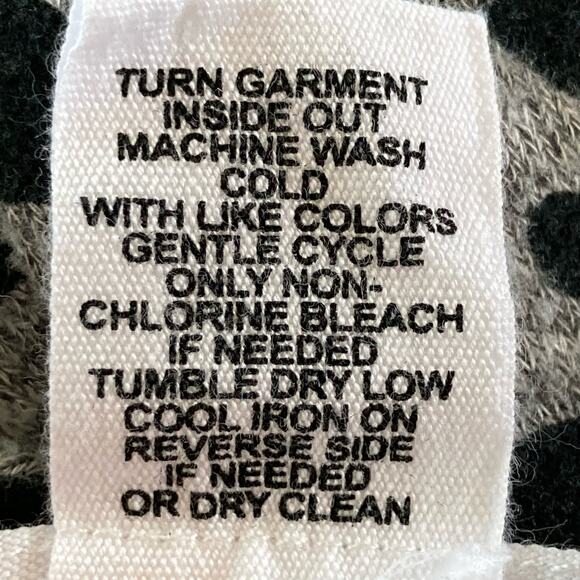 TURN GARMENT
INSIDE OUT
MACHINE WASH
COLD
WITH LIKE COLORS
GENTLE CYCLE
ONLY NON-
CHLORINE BLEACH
IF NEEDED
TUMBLE DRY LOW
COOL IRON ON
REVERSE SIDE
IF NEEDED
OR DRY CLEAN